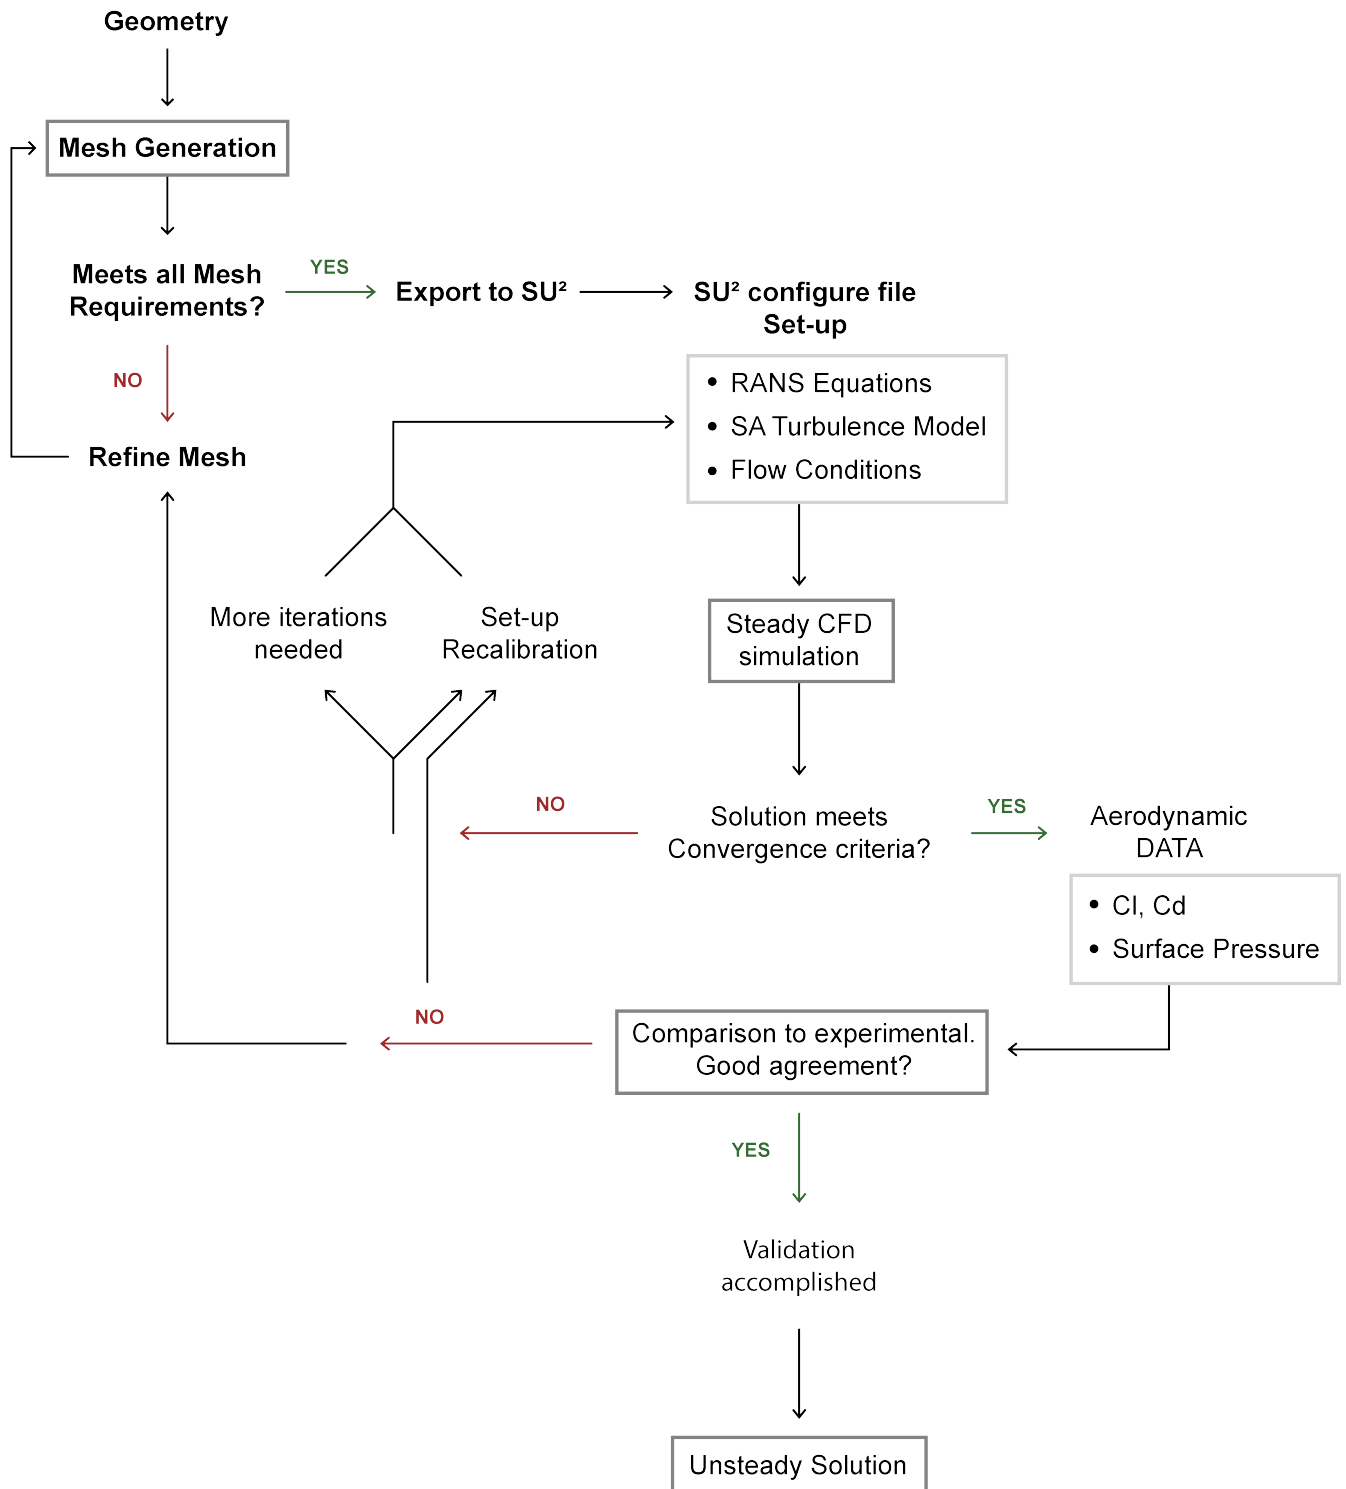 Geometry
Mesh Generation
Meets all Mesh
Requirements?
YES
Export to SU²
SU² configure file
Set-up
NO
• RANS Equations
• SA Turbulence Model
• Flow Conditions
Refine Mesh
More iterations
needed
Set-up
Recalibration
Steady CFD
simulation
NO
Solution meets
Convergence criteria?
YES
Aerodynamic
DATA
• Cl, Cd
• Surface Pressure
NO
Comparison to experimental.
Good agreement?
YES
Validation
accomplished
Unsteady Solution